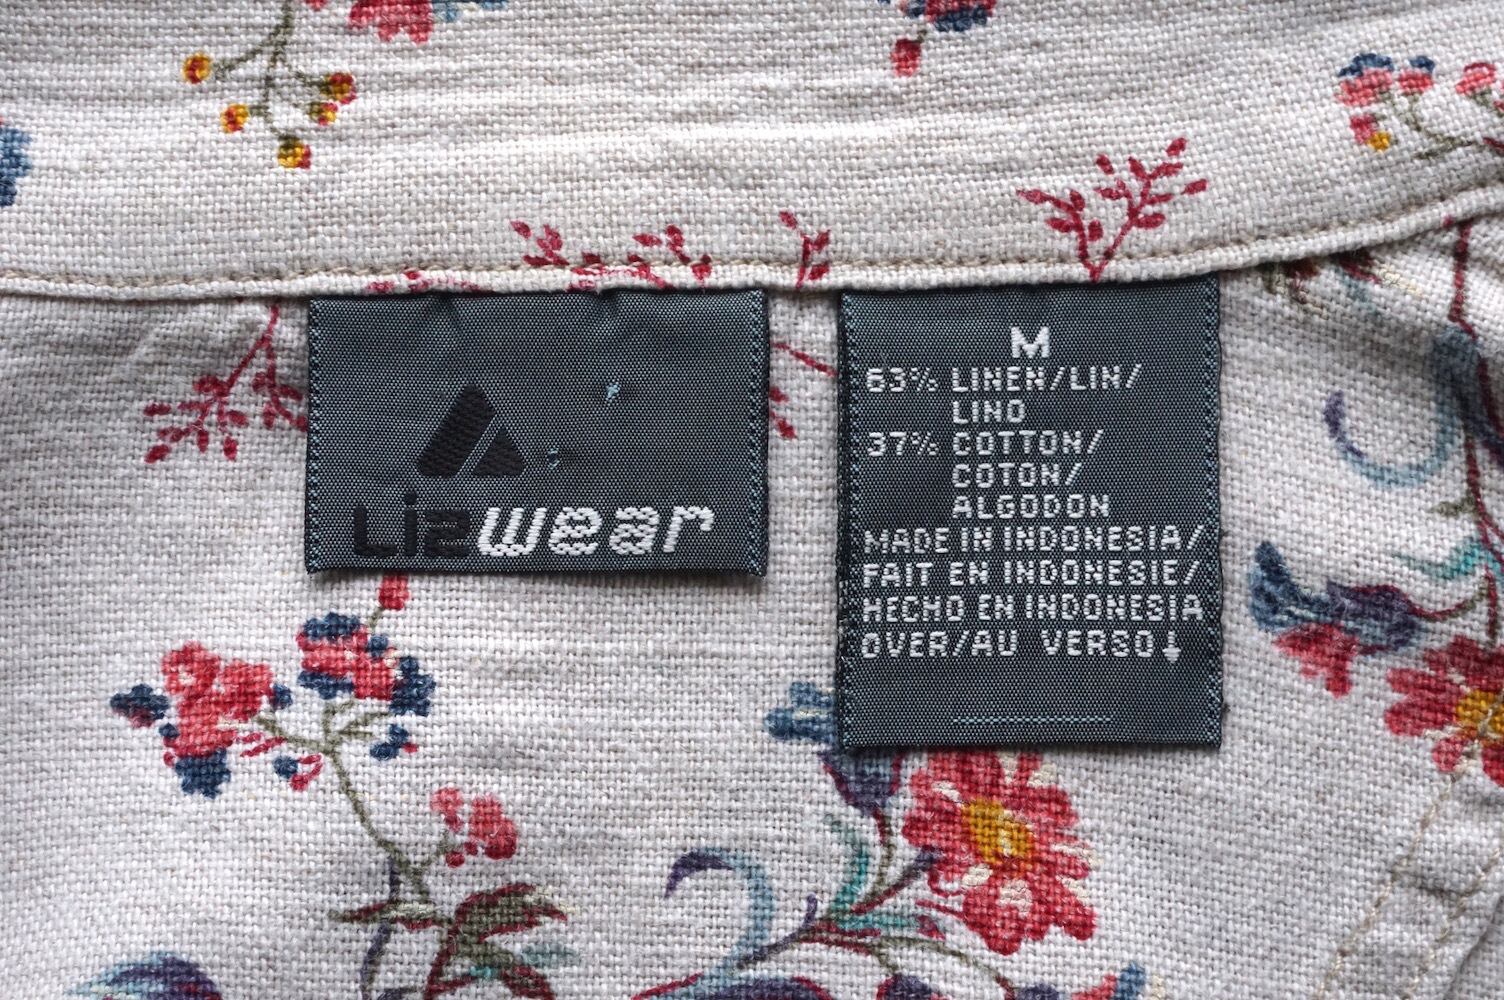 Lizwear
M
63% LINEN/LIN/
LINO
37% COTTON/
COTON/
ALGODON
MADE IN INDONESIA/
FAIT EN INDONESIE/
HECHO EN INDONESIA
OVER/AU VERSO↓